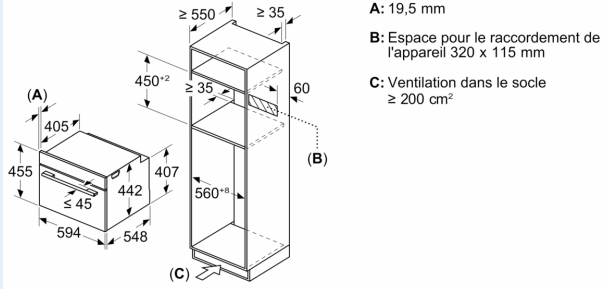 ≥ 550
≥ 35
450+2
≥ 35
60
(A)
405
455
442
407
≤ 45
594
548
560+8
(B)
(C)
A: 19,5 mm
B: Espace pour le raccordement de
l'appareil 320 x 115 mm
C: Ventilation dans le socle
≥ 200 cm²